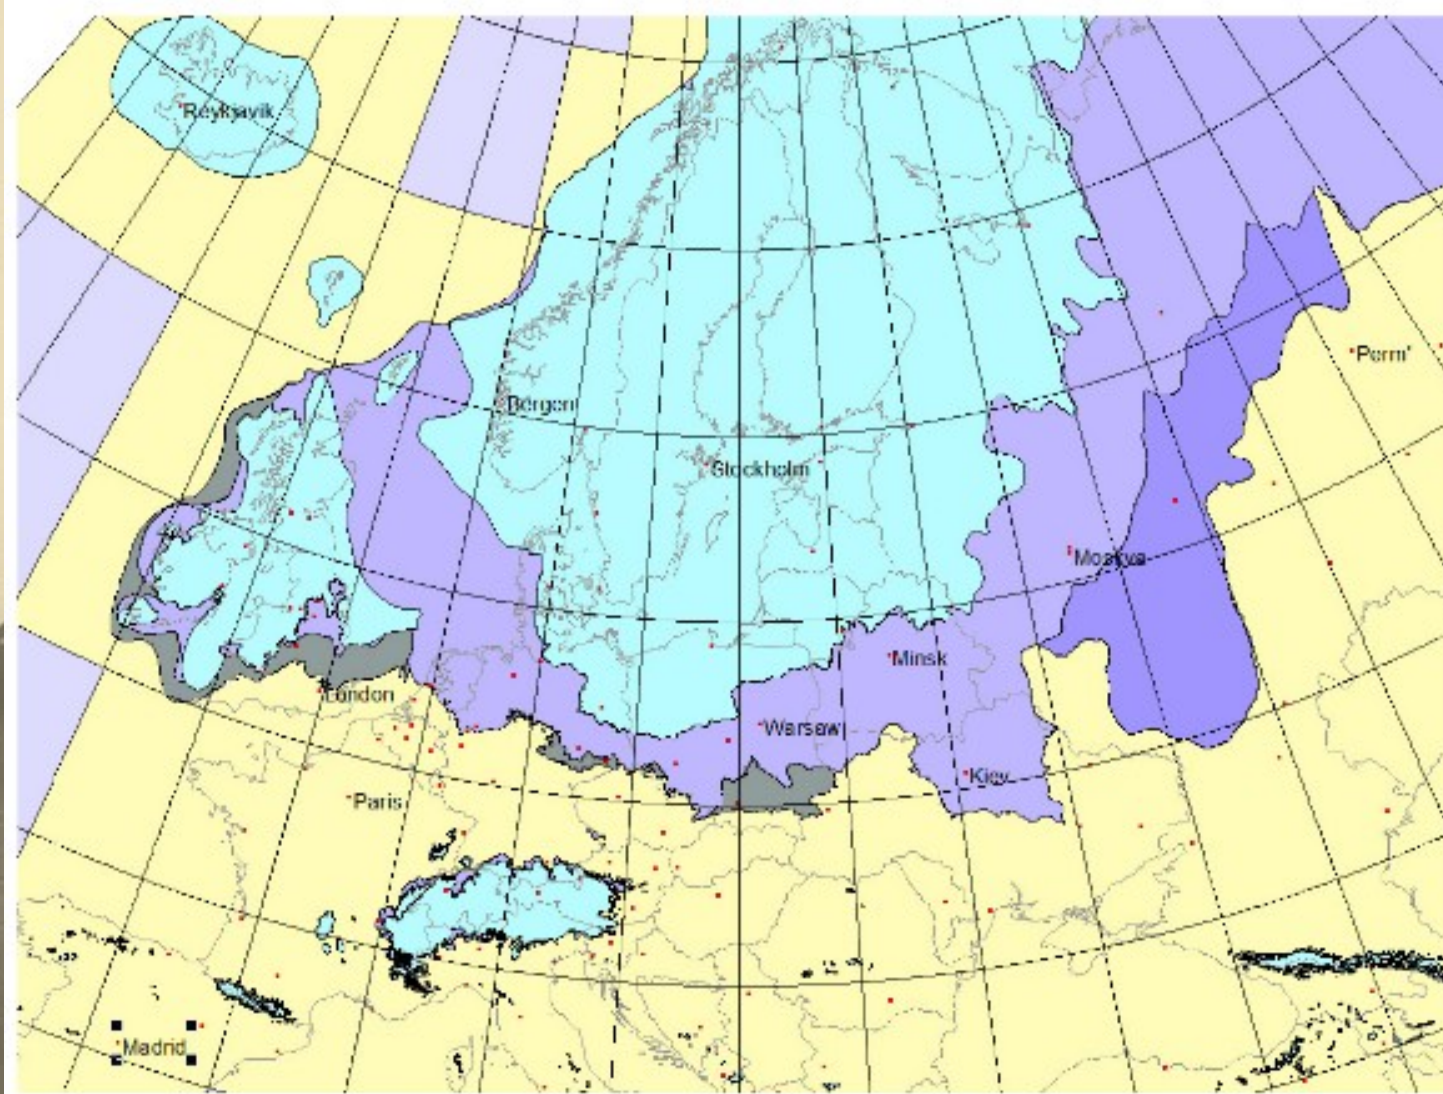 Reykjavik
Perm'
Bergen
Stockholm
Moskva
Minsk
London
Warsaw
Kiev
Paris
Madrid